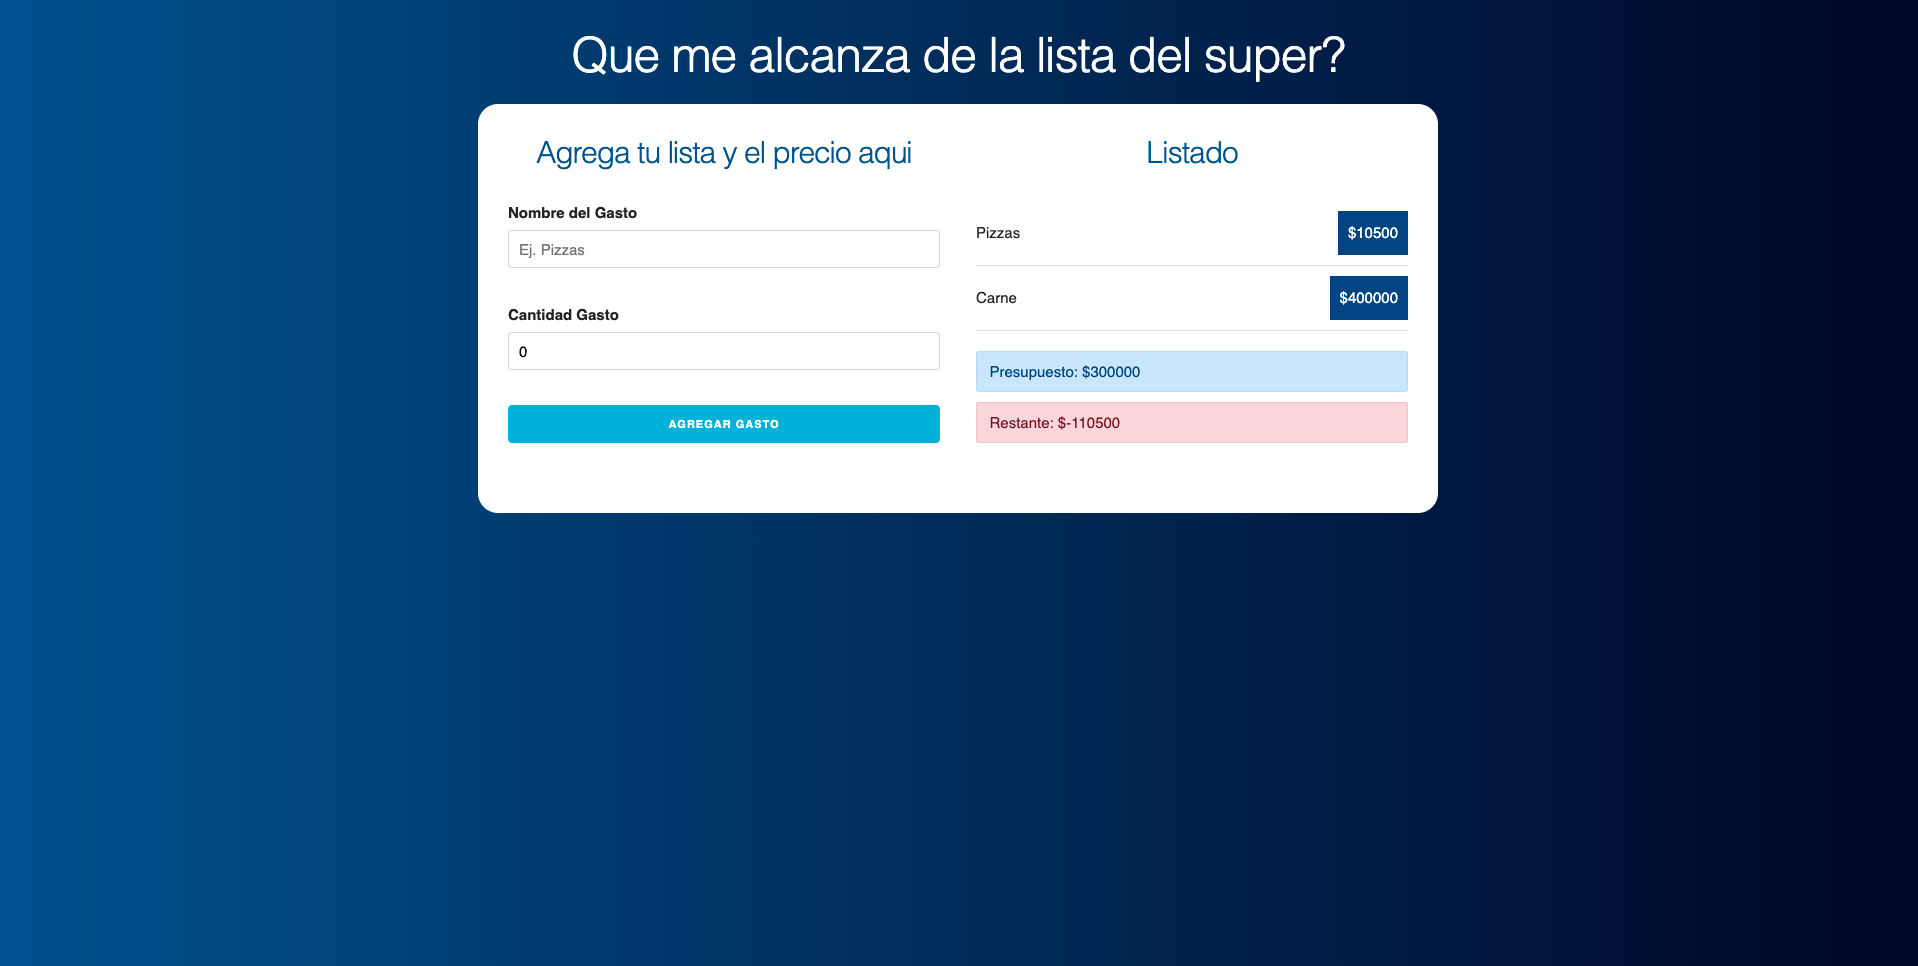 Que me alcanza de la lista del super?
Agrega tu lista y el precio aqui
Nombre del Gasto
Ej. Pizzas
Cantidad Gasto
0
AGREGAR GASTO
Listado
Pizzas $10500
Carne $400000
Presupuesto: $300000
Restante: $-110500